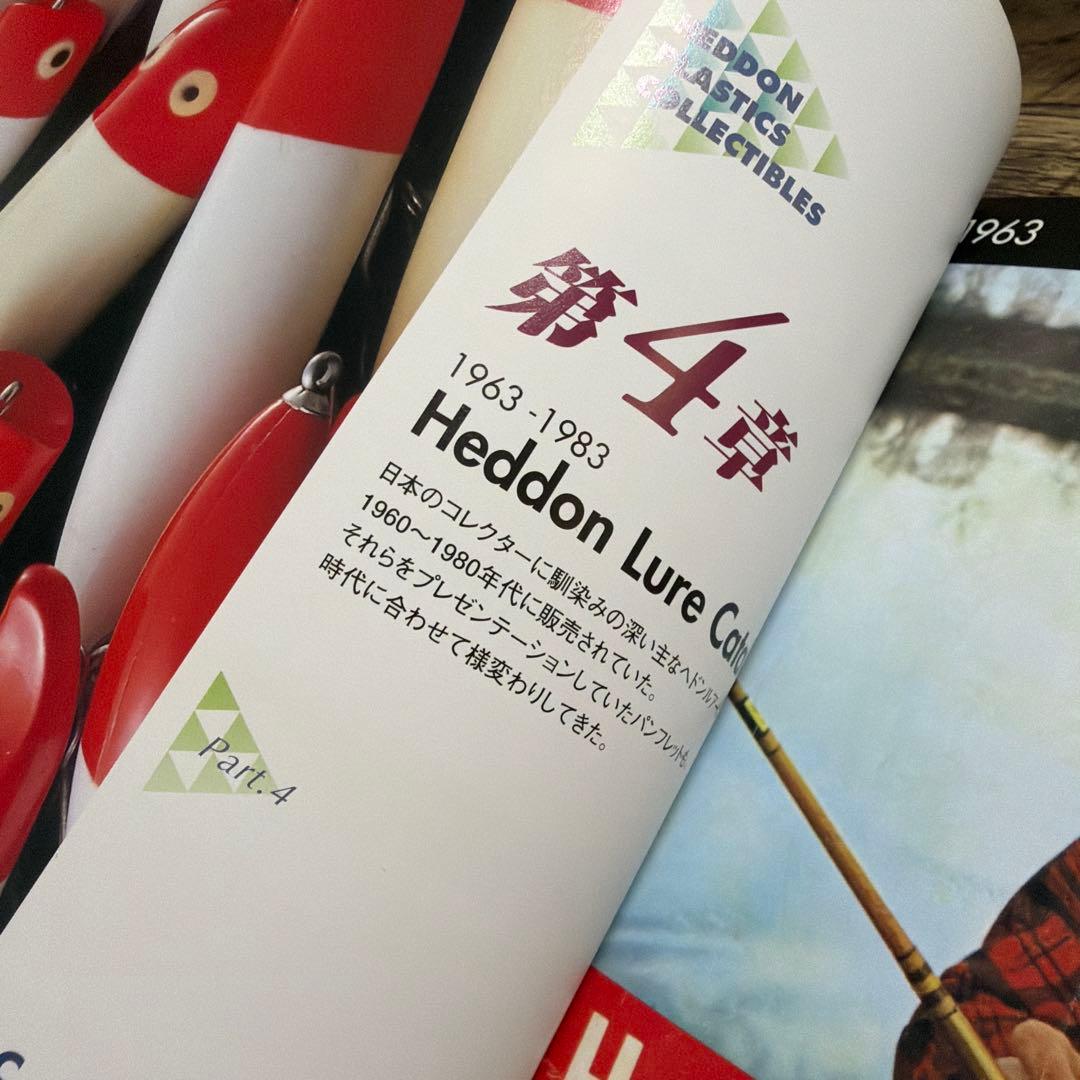 HEDDON
PLASTICS
COLLECTIBLES
第4章
1963-1983
Heddon Lure
日本のコレクターに馴染みの深い主なヘドンルアー
1960〜1980年代に販売されていた。
それらをプレゼンテーションしていたパンフレットも、
時代に合わせて様変わりしてきた。
Part.4
1963
H